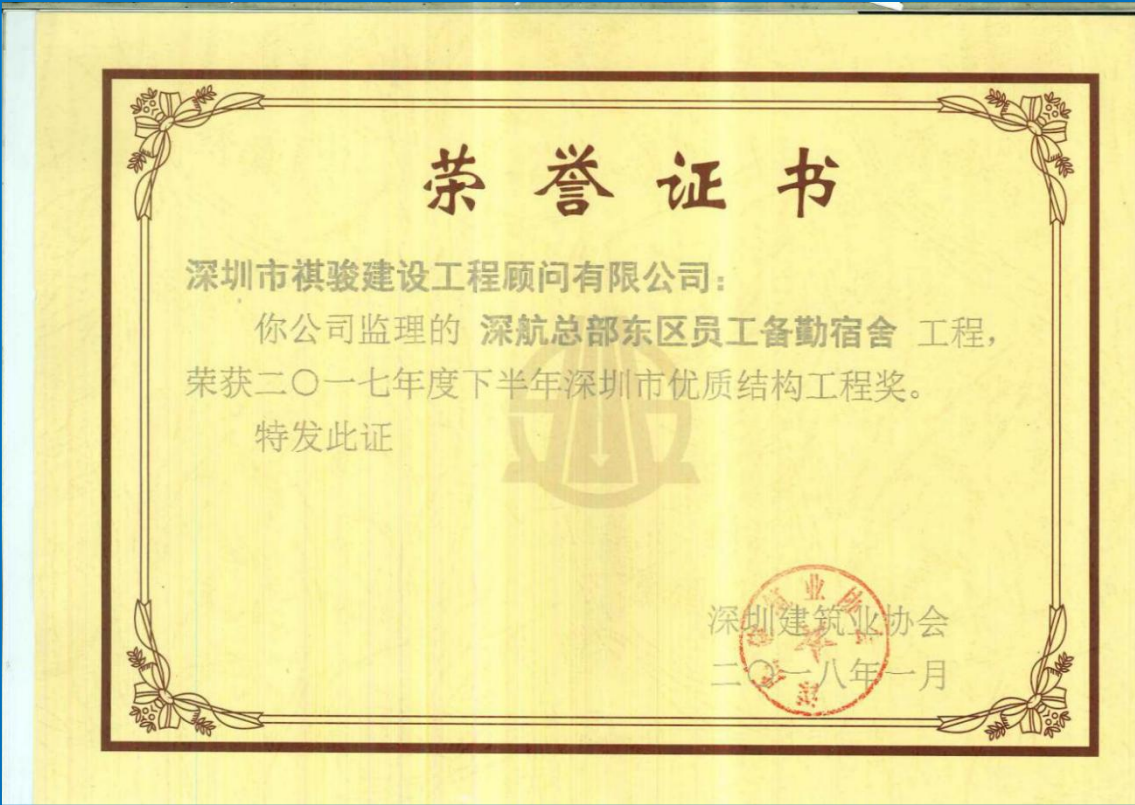 荣誉证书
深圳市祺骏建设工程顾问有限公司：
你公司监理的 深航总部东区员工备勤宿舍 工程，
荣获二〇一七年度下半年深圳市优质结构工程奖。
特发此证
深圳建筑业协会
二〇一八年一月